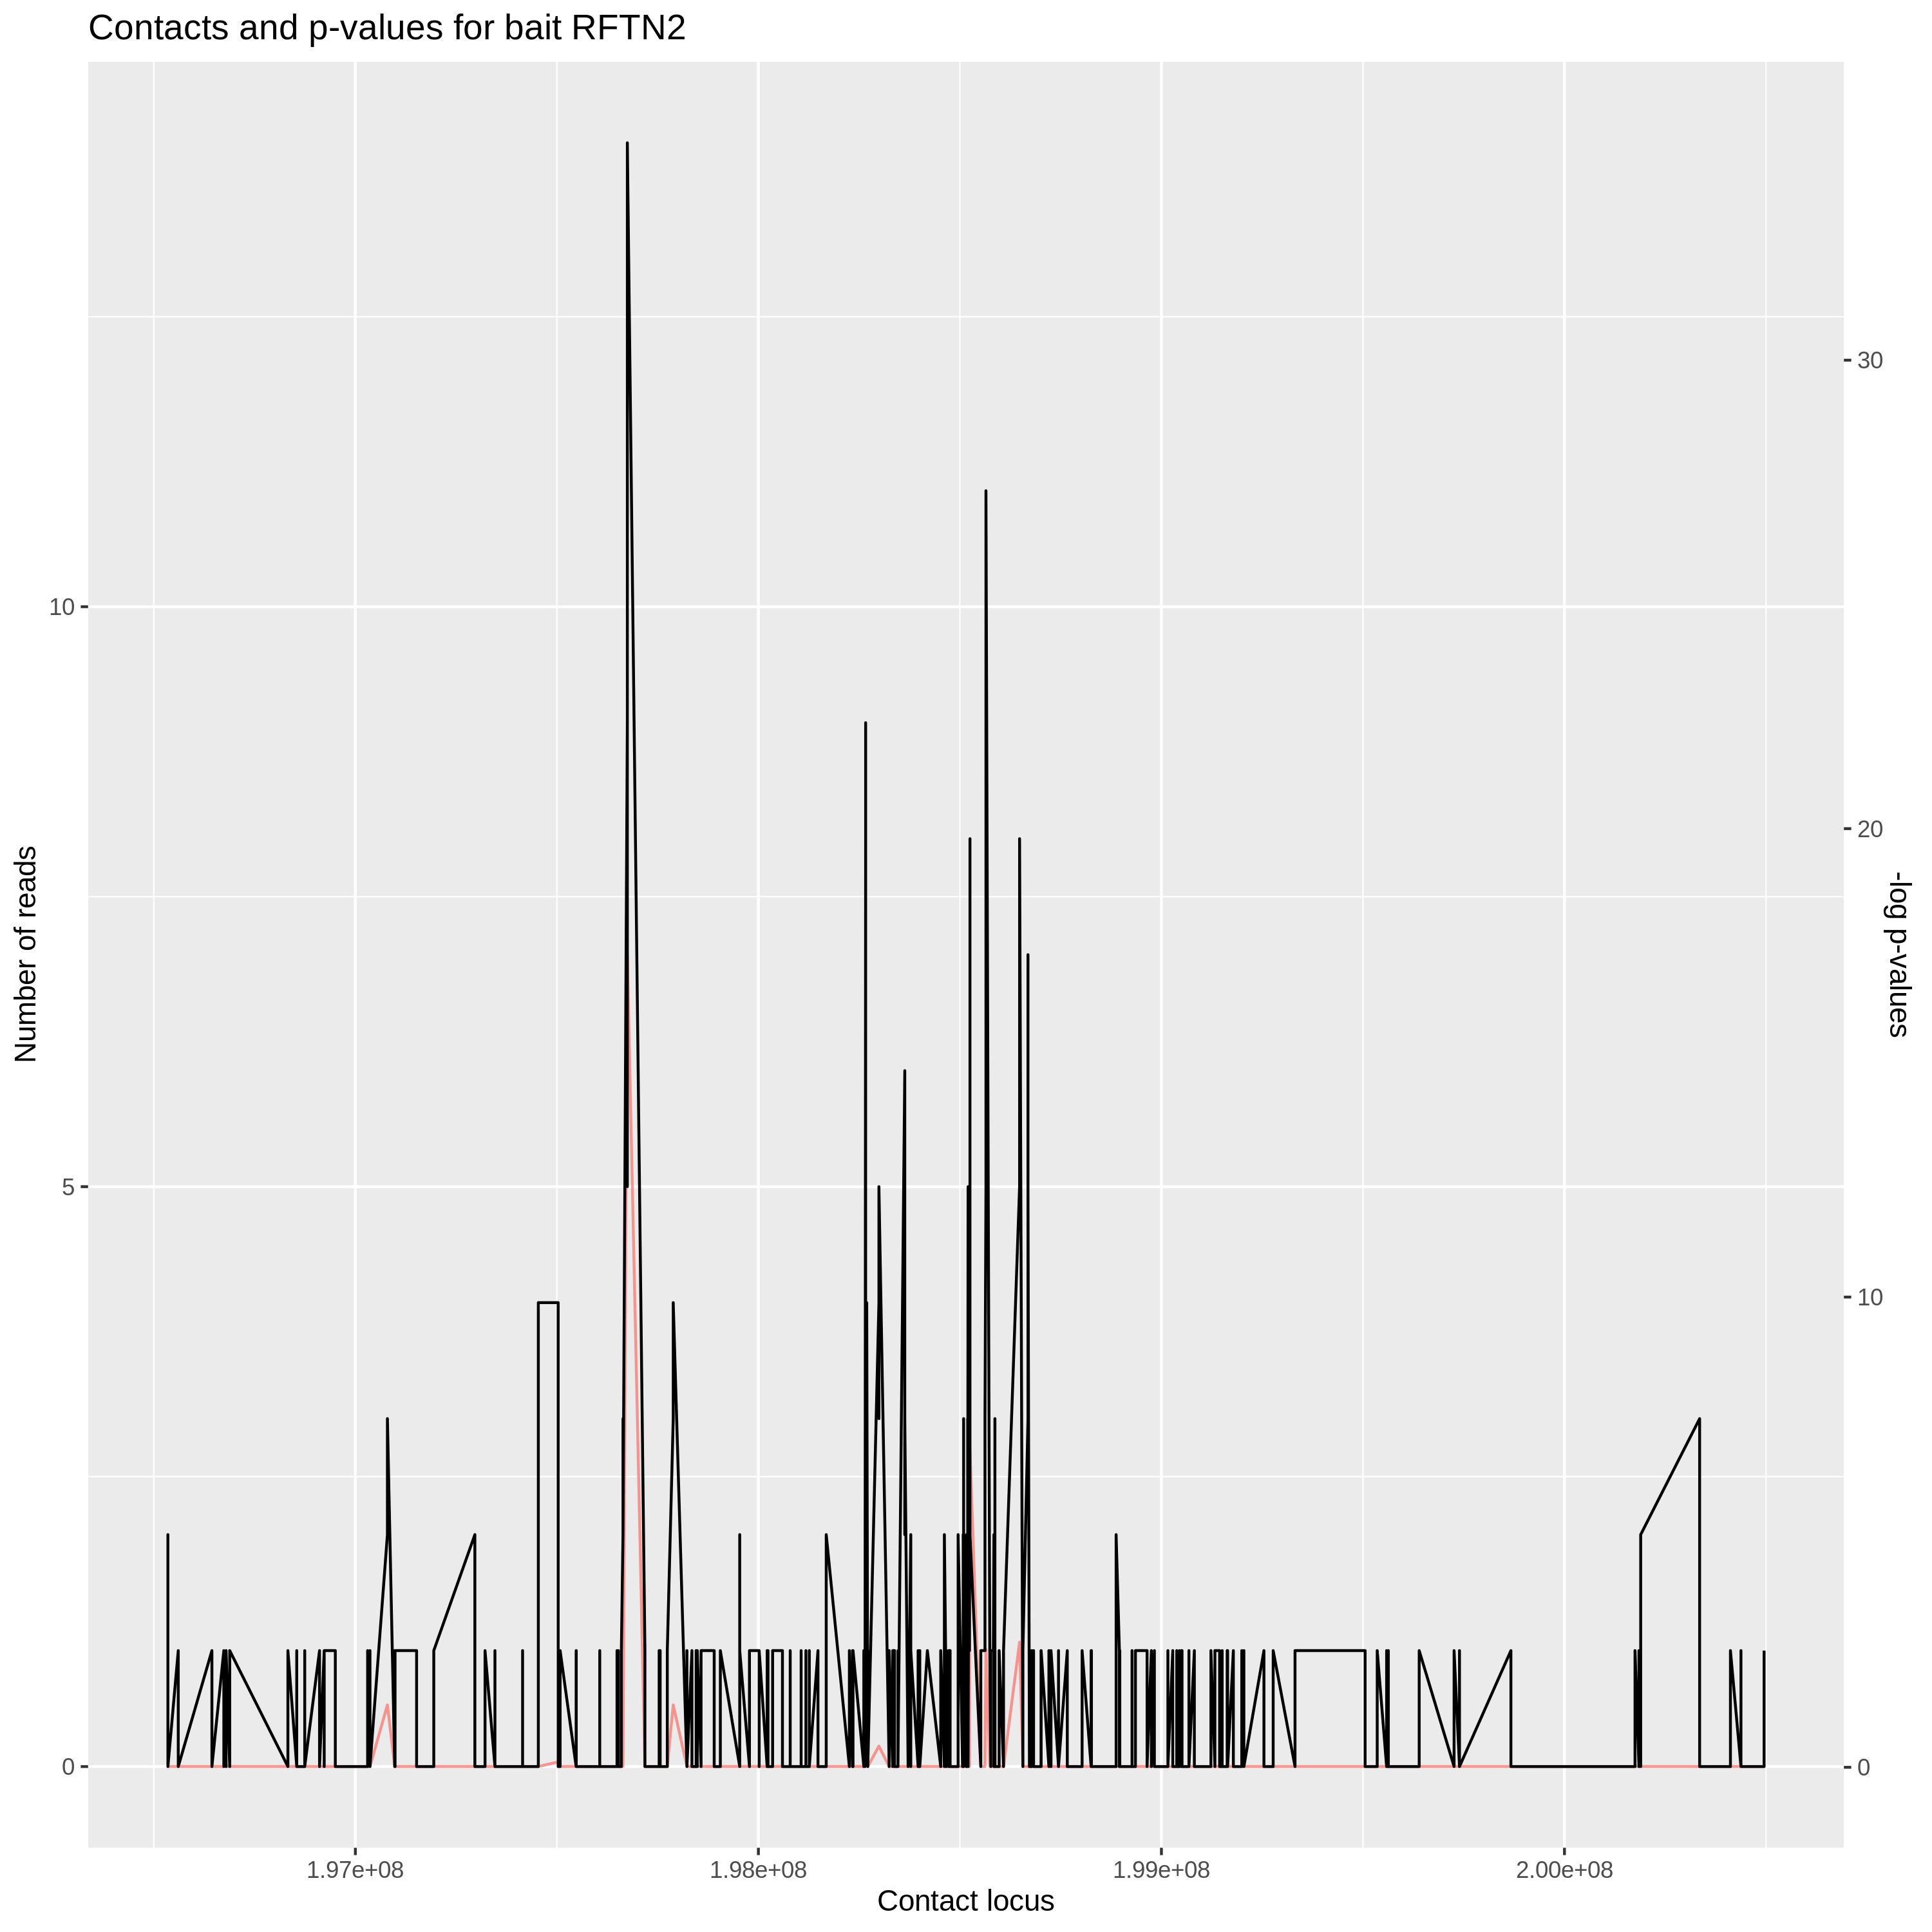 Contacts and p-values for bait RFTN2
Number of reads
10
5
0
30
20
10
0
-log p-values
1.97e+08
1.98e+08
1.99e+08
2.00e+08
Contact locus